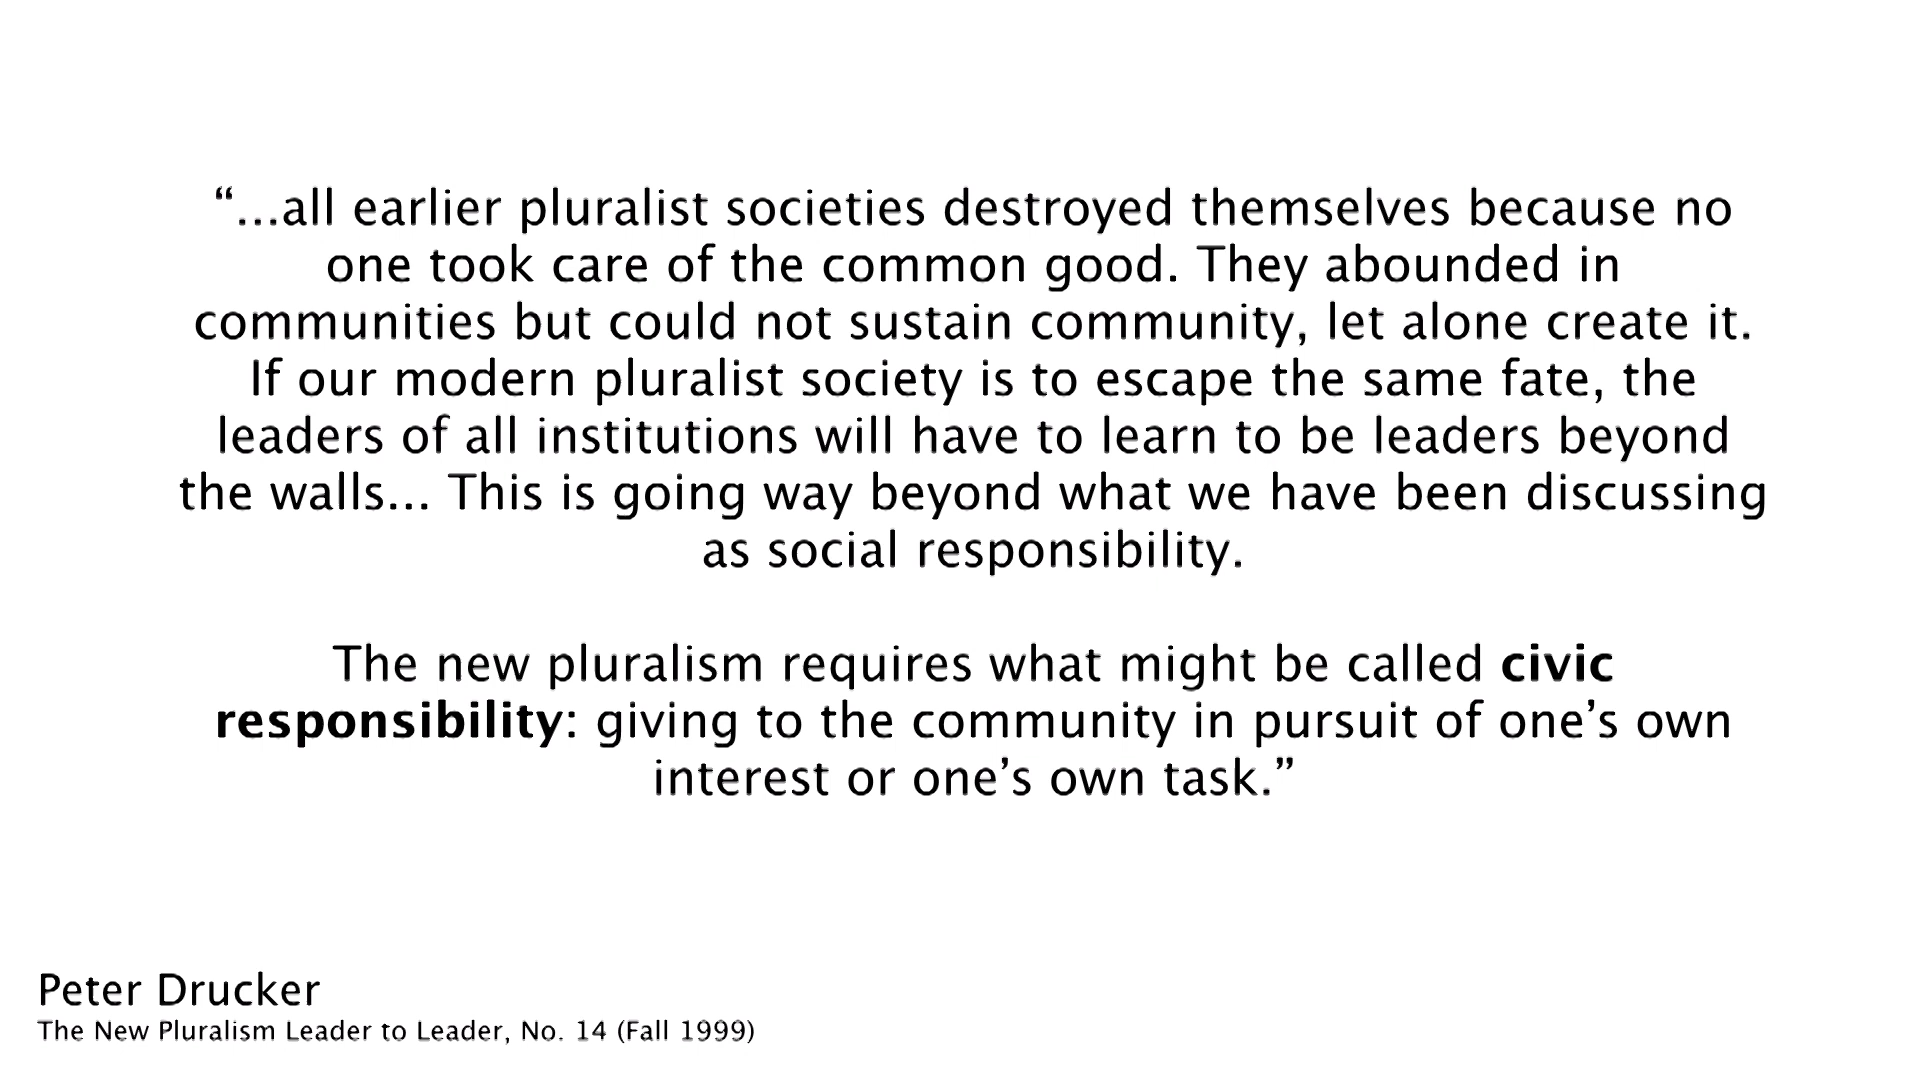 “...all earlier pluralist societies destroyed themselves because no
one took care of the common good. They abounded in
communities but could not sustain community, let alone create it.
If our modern pluralist society is to escape the same fate, the
leaders of all institutions will have to learn to be leaders beyond
the walls... This is going way beyond what we have been discussing
as social responsibility.
The new pluralism requires what might be called civic
responsibility: giving to the community in pursuit of one’s own
interest or one’s own task.”
Peter Drucker
The New Pluralism Leader to Leader, No. 14 (Fall 1999)